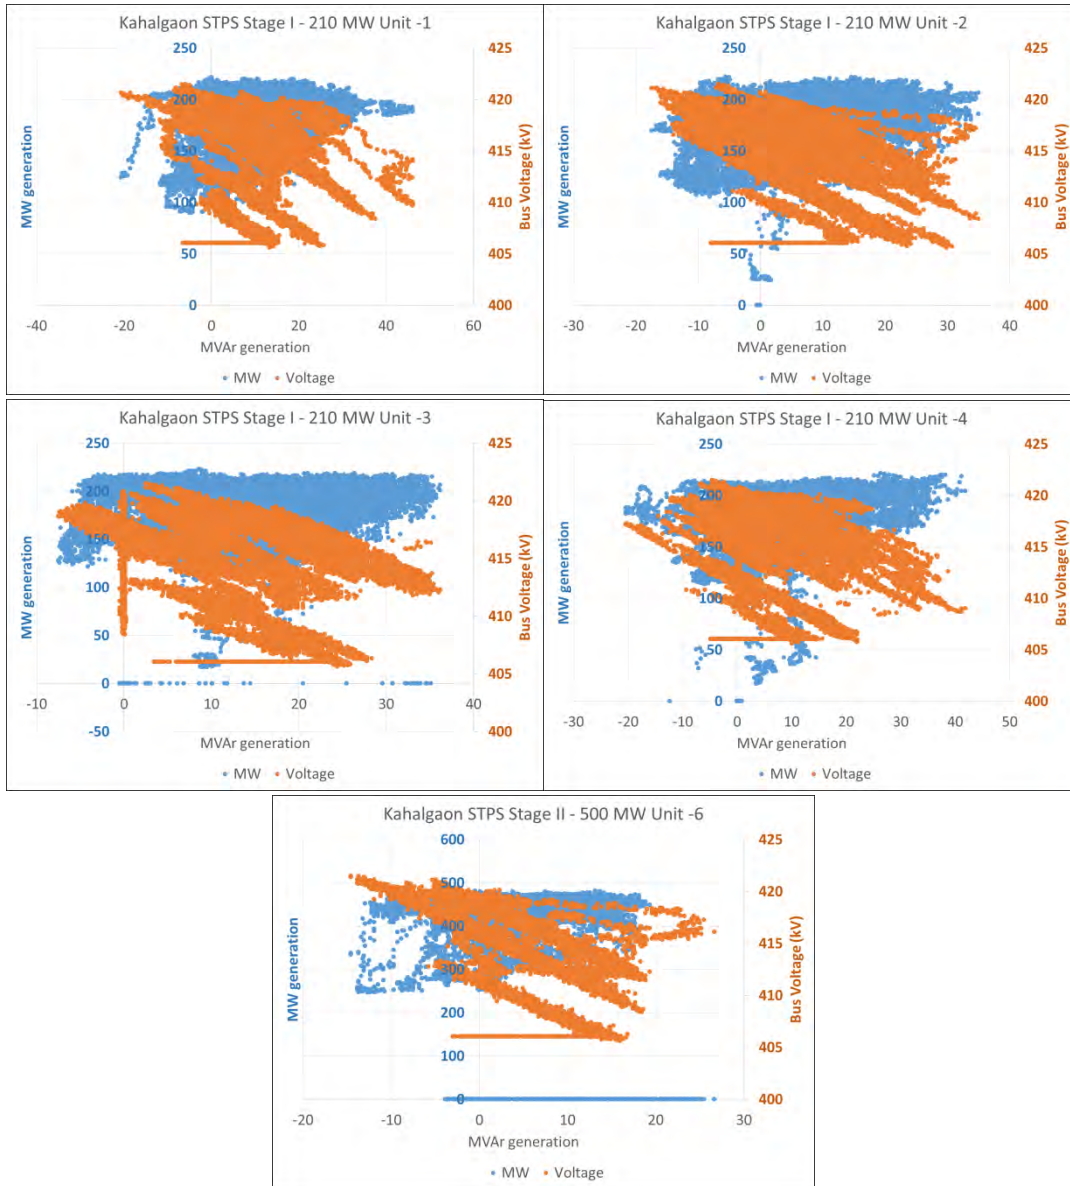 Kahalgaon STPS Stage I - 210 MW Unit -1
250
200
150
100
50
0
MW generation
425
420
415
410
405
400
Bus Voltage (kV)
-40 -20 0 20 40 60
MVAr generation
MW Voltage
Kahalgaon STPS Stage I - 210 MW Unit -2
250
200
150
100
50
0
MW generation
425
420
415
410
405
400
Bus Voltage (kV)
-30 -20 -10 0 10 20 30 40
MVAr generation
MW Voltage
Kahalgaon STPS Stage I - 210 MW Unit -3
250
200
150
100
50
0
-50
MW generation
425
420
415
410
405
400
Bus Voltage (kV)
-10 0 10 20 30 40
MVAr generation
MW Voltage
Kahalgaon STPS Stage I - 210 MW Unit -4
250
200
150
100
50
0
MW generation
425
420
415
410
405
400
Bus Voltage (kV)
-30 -20 -10 0 10 20 30 40 50
MVAr generation
MW Voltage
Kahalgaon STPS Stage II - 500 MW Unit -6
600
500
400
300
200
100
0
MW generation
425
420
415
410
405
400
Bus Voltage (kV)
-20 -10 0 10 20 30
MVAr generation
MW Voltage